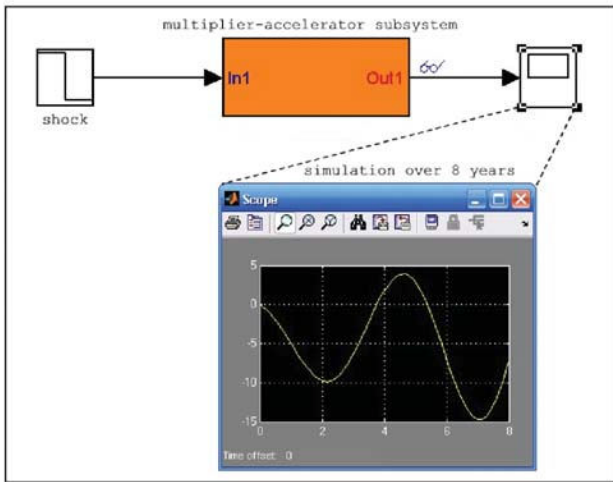 multiplier-accelerator subsystem
In1
Out1
shock
simulation over 8 years
Scope
5
0
-5
-10
-15
0 2 4 6 8
Time offset: 0